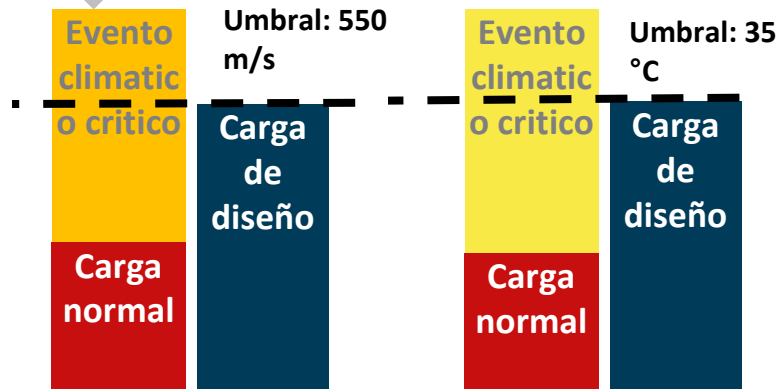 Evento
climatic
o critico
Umbral: 550
m/s
Carga
de
diseño
Carga
normal
Evento
climatic
o critico
Umbral: 35
°C
Carga
de
diseño
Carga
normal